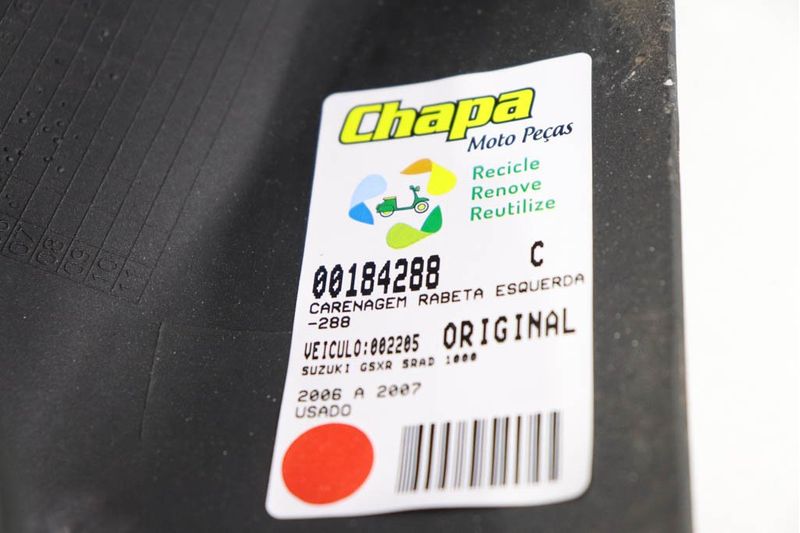 Chapa
Moto Peças
Recicle
Renove
Reutilize
00184288 C
CARENAGEM RABETA ESQUERDA
-288
VEICULO:002205 ORIGINAL
SUZUKI GSXR SRAD 1000
2006 A 2007
USADO